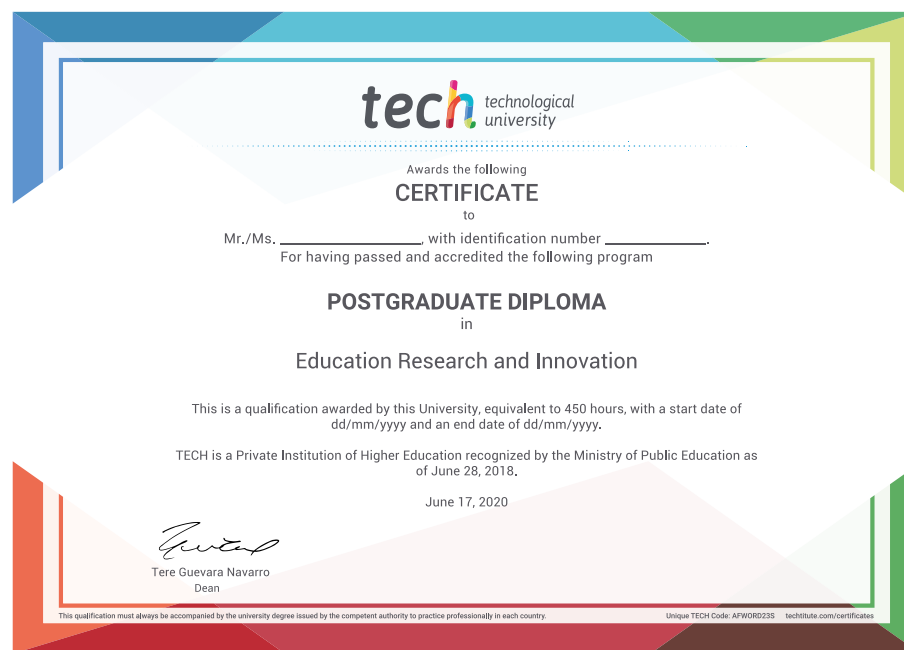 tech technological
university
Awards the following
CERTIFICATE
to
Mr./Ms. ____________________, with identification number ______________.
For having passed and accredited the following program
POSTGRADUATE DIPLOMA
in
Education Research and Innovation
This is a qualification awarded by this University, equivalent to 450 hours, with a start date of
dd/mm/yyyy and an end date of dd/mm/yyyy.
TECH is a Private Institution of Higher Education recognized by the Ministry of Public Education as
of June 28, 2018.
June 17, 2020
Tere Guevara Navarro
Dean
This qualification must always be accompanied by the university degree issued by the competent authority to practice professionally in each country. Unique TECH Code: AFWORD23S techtitute.com/certificates